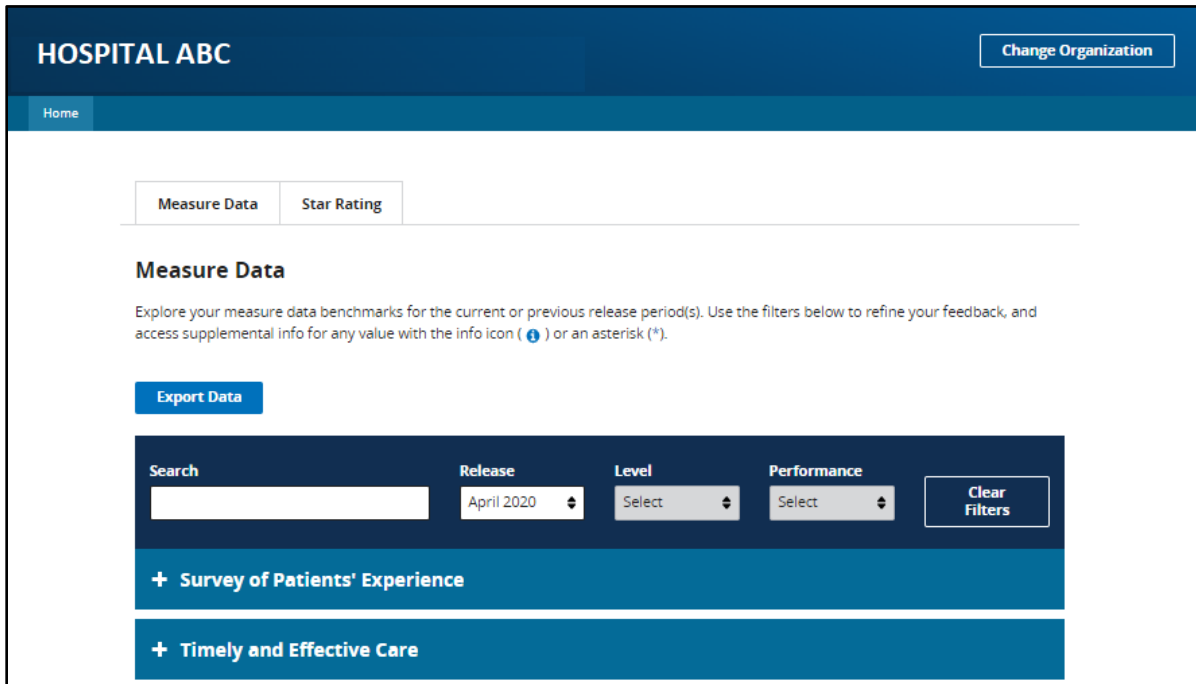 HOSPITAL ABC
Change Organization
Home
Measure Data
Star Rating
Measure Data
Explore your measure data benchmarks for the current or previous release period(s). Use the filters below to refine your feedback, and
access supplemental info for any value with the info icon ( i ) or an asterisk (*).
Export Data
Search
Release
Level
Performance
April 2020
Select
Select
Clear
Filters
+ Survey of Patients' Experience
+ Timely and Effective Care